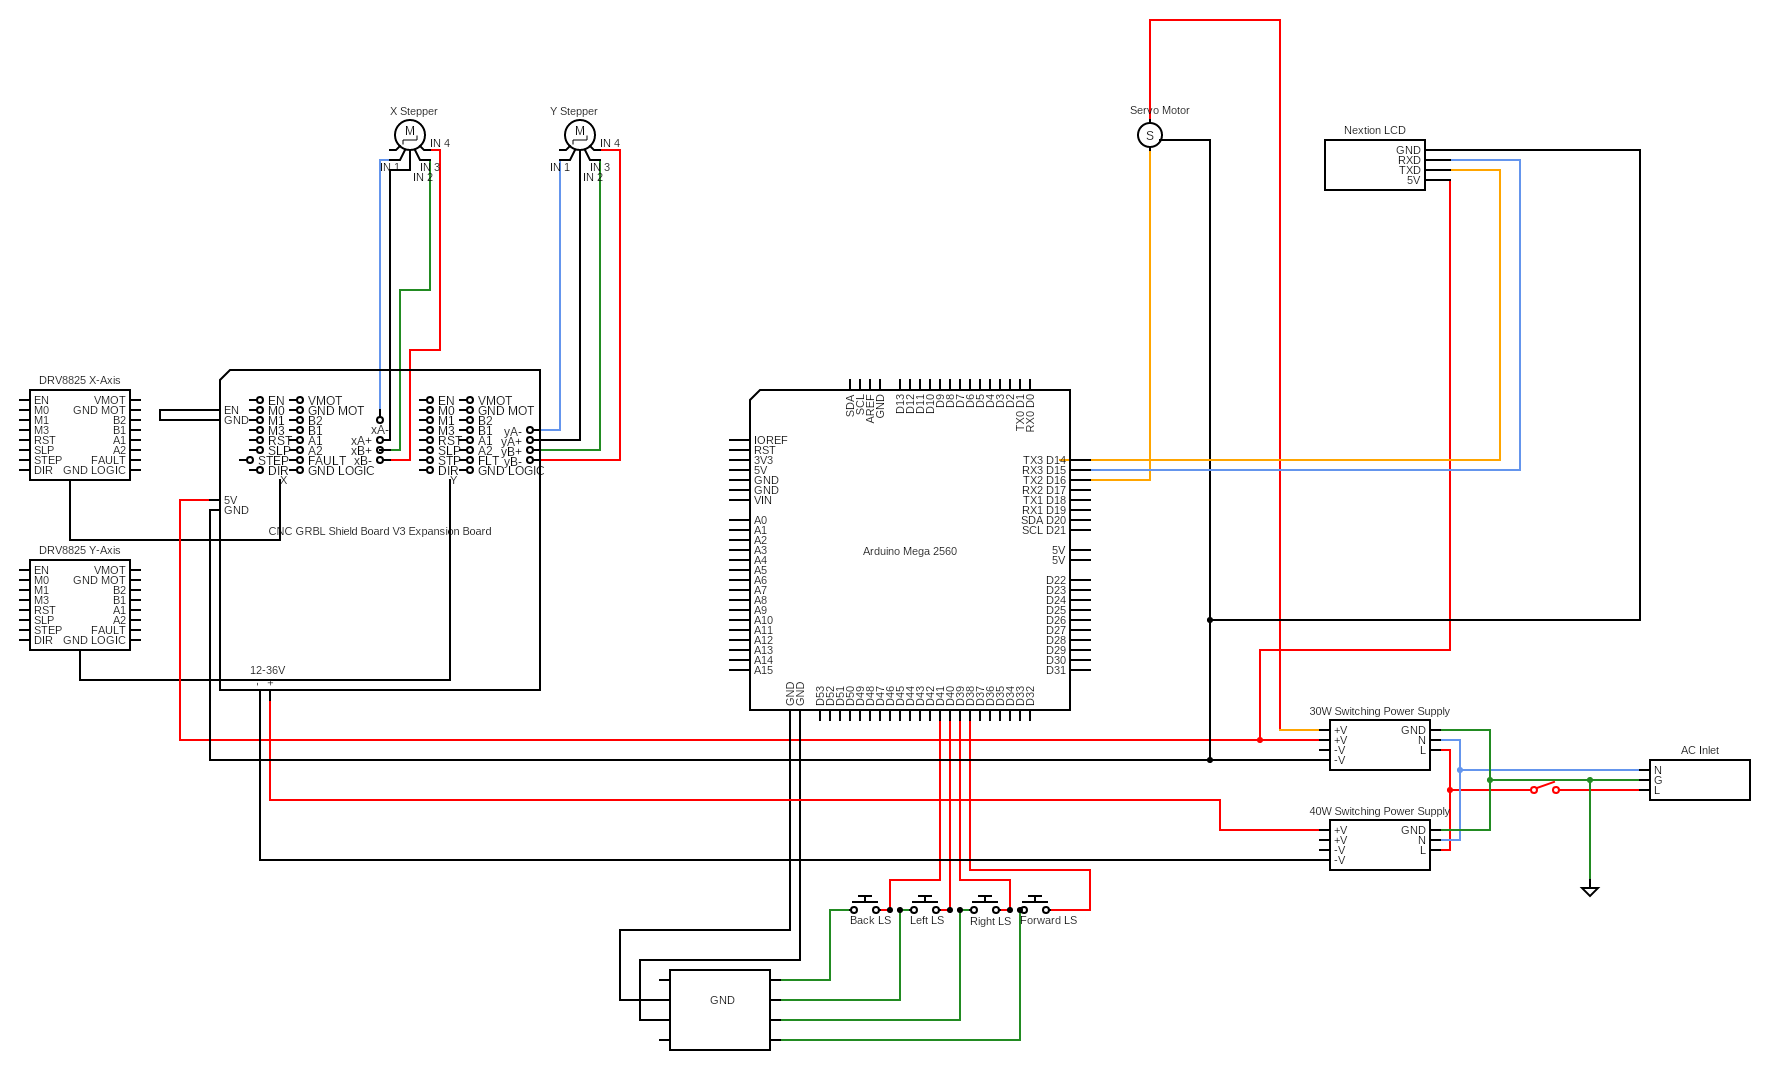 Servo Motor
S
X Stepper
M
IN 4
IN 1
IN 3
IN 2
Y Stepper
M
IN 4
IN 1
IN 3
IN 2
Nextion LCD
GND
RXD
TXD
5V
DRV8825 X-Axis
EN
M0
M1
M3
RST
SLP
STEP
DIR
VMOT
GND MOT
B2
B1
A1
A2
FAULT
GND LOGIC
DRV8825 Y-Axis
EN
M0
M1
M3
RST
SLP
STEP
DIR
VMOT
GND MOT
B2
B1
A1
A2
FAULT
GND LOGIC
EN
GND
5V
GND
EN
M0
M1
M3
RST
SLP
STEP
DIR
VMOT
GND MOT
B2
B1
A1
A2
FAULT
GND LOGIC
X
xA-
xA+
xB+
xB-
EN
M0
M1
M3
RST
SLP
STP
DIR
VMOT
GND MOT
B2
B1
A1
A2
FLT
GND LOGIC
Y
yA-
yA+
yB+
yB-
CNC GRBL Shield Board V3 Expansion Board
12-36V
- +
SDA
SCL
AREF
GND
D13
D12
D11
D10
D9
D8
D7
D6
D5
D4
D3
D2
TX0 D1
RX0 D0
IOREF
RST
3V3
5V
GND
GND
VIN
A0
A1
A2
A3
A4
A5
A6
A7
A8
A9
A10
A11
A12
A13
A14
A15
Arduino Mega 2560
TX3 D14
RX3 D15
TX2 D16
RX2 D17
TX1 D18
RX1 D19
SDA D20
SCL D21
5V
5V
D22
D23
D24
D25
D26
D27
D28
D29
D30
D31
GND
GND
D53
D52
D51
D50
D49
D48
D47
D46
D45
D44
D43
D42
D41
D40
D39
D38
D37
D36
D35
D34
D33
D32
30W Switching Power Supply
+V
+V
-V
-V
GND
N
L
AC Inlet
N
G
L
40W Switching Power Supply
+V
+V
-V
-V
GND
N
L
Back LS
Left LS
Right LS
Forward LS
GND